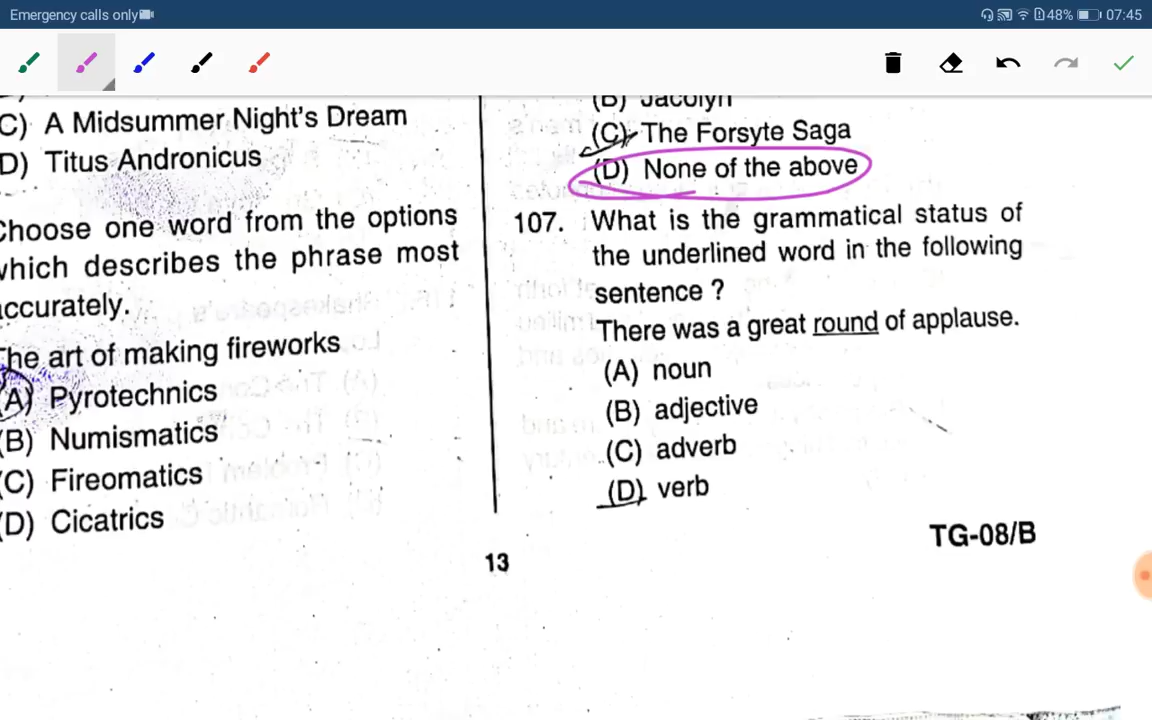 Emergency calls only
48% 07:45
C) A Midsummer Night's Dream
D) Titus Andronicus
Choose one word from the options
which describes the phrase most
accurately.
The art of making fireworks
(A) Pyrotechnics
(B) Numismatics
(C) Fireomatics
(D) Cicatrics
(B) Jacolyn
(C) The Forsyte Saga
(D) None of the above
107. What is the grammatical status of
the underlined word in the following
sentence ?
There was a great round of applause.
(A) noun
(B) adjective
(C) adverb
(D) verb
TG-08/B
13